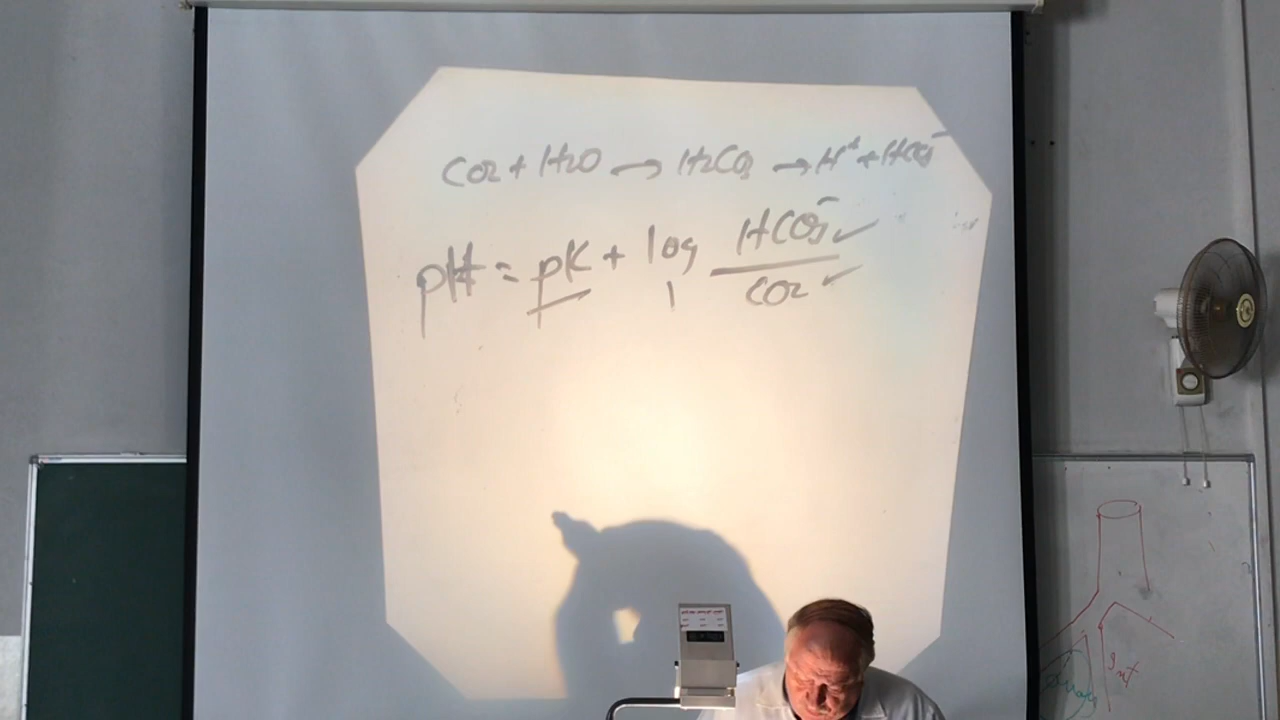 CO2 + H2O → H2CO3 → H⁺ + HCO3⁻
pH = pK + log HCO3⁻ ✓
CO2 ✓